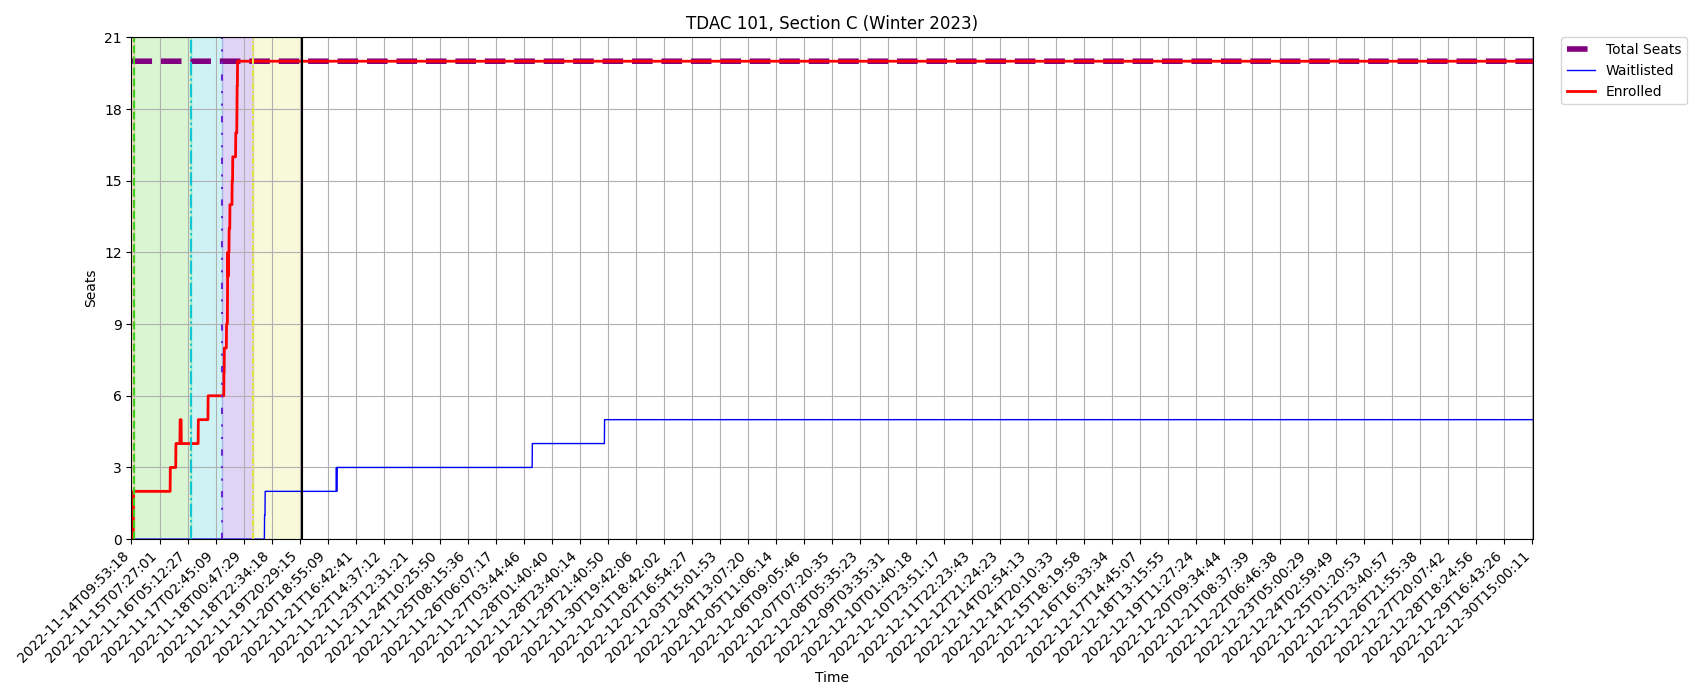 TDAC 101, Section C (Winter 2023)
Total Seats
Waitlisted
Enrolled
Seats
21
18
15
12
9
6
3
0
2022-11-14T09:53:18
2022-11-15T07:27:01
2022-11-16T05:12:27
2022-11-17T02:45:09
2022-11-18T00:47:29
2022-11-18T22:34:18
2022-11-19T20:29:15
2022-11-20T18:55:09
2022-11-21T16:42:41
2022-11-22T14:37:12
2022-11-23T12:31:21
2022-11-24T10:25:50
2022-11-25T08:15:36
2022-11-26T06:07:17
2022-11-27T03:44:46
2022-11-28T01:40:40
2022-11-28T23:40:14
2022-11-29T21:40:50
2022-11-30T19:42:06
2022-12-01T18:42:02
2022-12-02T16:54:27
2022-12-03T15:01:53
2022-12-04T13:07:20
2022-12-05T11:06:14
2022-12-06T09:05:46
2022-12-07T07:20:35
2022-12-08T05:35:23
2022-12-09T03:35:31
2022-12-10T01:40:18
2022-12-10T23:51:17
2022-12-11T22:23:43
2022-12-12T21:24:23
2022-12-14T02:54:13
2022-12-14T20:10:33
2022-12-15T18:19:58
2022-12-16T16:33:34
2022-12-17T14:45:07
2022-12-18T13:15:55
2022-12-19T11:27:24
2022-12-20T09:34:44
2022-12-21T08:37:39
2022-12-22T06:46:38
2022-12-23T05:00:29
2022-12-24T02:59:49
2022-12-25T01:20:53
2022-12-25T23:40:57
2022-12-26T21:55:38
2022-12-27T20:07:42
2022-12-28T18:24:56
2022-12-29T16:43:26
2022-12-30T15:00:11
Time